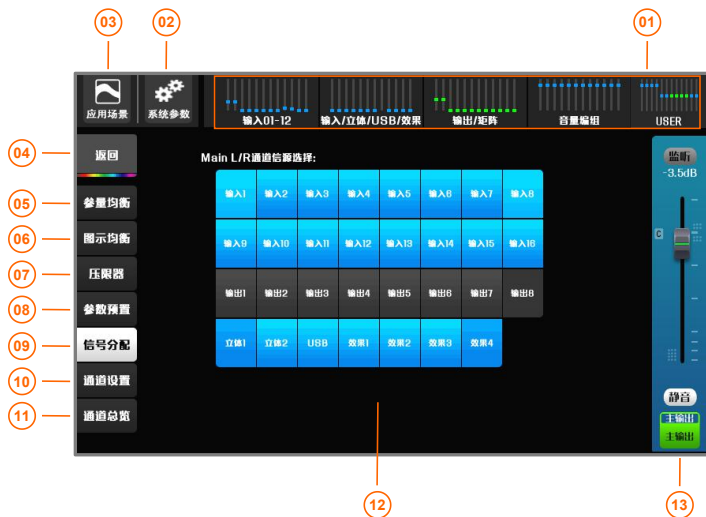 03 02 01
应用场景 系统参数 输入01-12 输入/立体/USB/效果 输出/矩阵 音量编组 USER
04 返回
Main L/R通道信源选择:
监听
-3.5dB
05 参量均衡
输入1 输入2 输入3 输入4 输入5 输入6 输入7 输入8
06 图示均衡
C
输入9 输入10 输入11 输入12 输入13 输入14 输入15 输入16
07 压限器
输出1 输出2 输出3 输出4 输出5 输出6 输出7 输出8
08 参数预置
09 信号分配
立体1 立体2 USB 效果1 效果2 效果3 效果4
10 通道设置
静音
11 通道总览
主输出
主输出
12 13